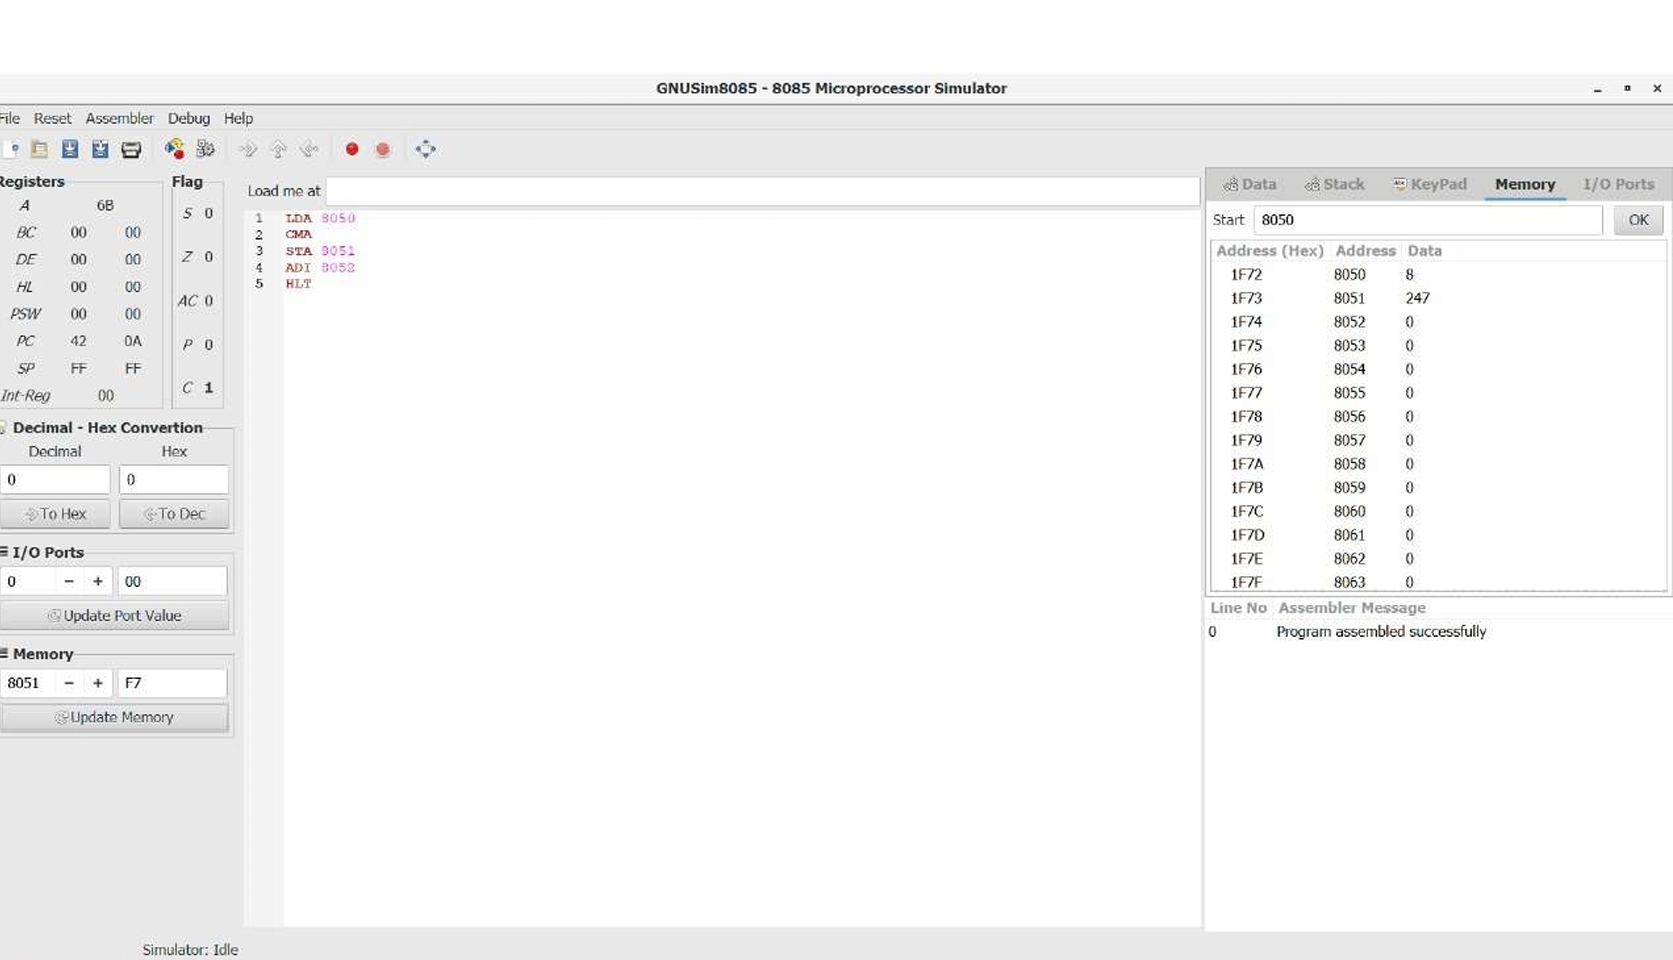 GNUSim8085 - 8085 Microprocessor Simulator
File Reset Assembler Debug Help
Registers
A 6B
BC 00 00
DE 00 00
HL 00 00
PSW 00 00
PC 42 0A
SP FF FF
Int-Reg 00
Flag
S 0
Z 0
AC 0
P 0
C 1
Decimal - Hex Convertion
Decimal Hex
0 0
To Hex To Dec
I/O Ports
0 - + 00
Update Port Value
Memory
8051 - + F7
Update Memory
Load me at
1 LDA 8050
2 CMA
3 STA 8051
4 ADI 8052
5 HLT
Data Stack KeyPad Memory I/O Ports
Start 8050 OK
Address (Hex) Address Data
1F72 8050 8
1F73 8051 247
1F74 8052 0
1F75 8053 0
1F76 8054 0
1F77 8055 0
1F78 8056 0
1F79 8057 0
1F7A 8058 0
1F7B 8059 0
1F7C 8060 0
1F7D 8061 0
1F7E 8062 0
1F7F 8063 0
Line No Assembler Message
0 Program assembled successfully
Simulator: Idle